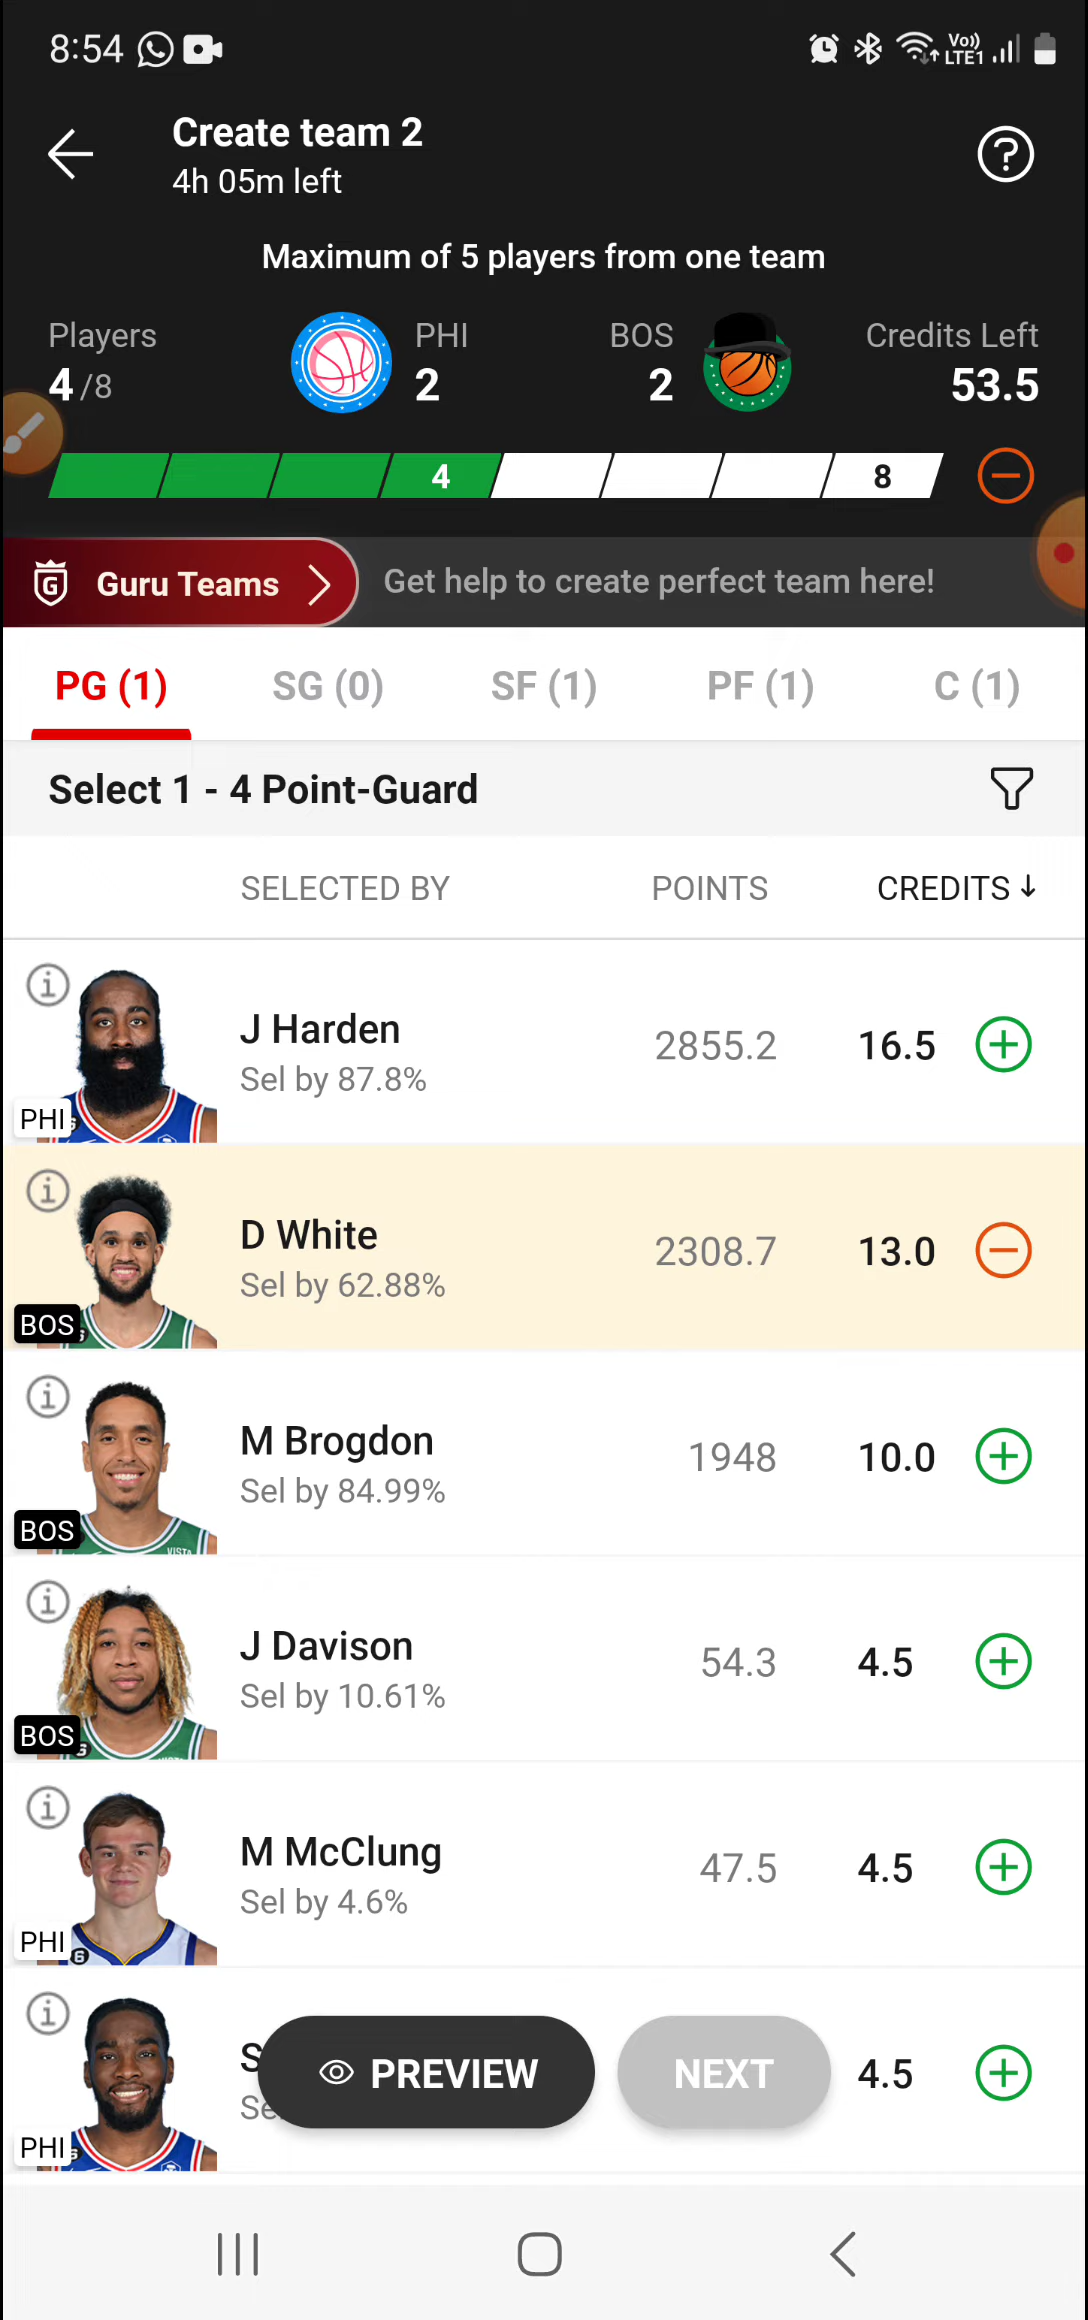 8:54
Vo)) LTE1
Create team 2
4h 05m left
Maximum of 5 players from one team
Players
4 /8
PHI
2
BOS
2
Credits Left
53.5
4
8
G
Guru Teams
Get help to create perfect team here!
PG (1) SG (0) SF (1) PF (1) C (1)
Select 1 - 4 Point-Guard
SELECTED BY POINTS CREDITS ↓
J Harden 2855.2 16.5
Sel by 87.8%
PHI
D White 2308.7 13.0
Sel by 62.88%
BOS
M Brogdon 1948 10.0
Sel by 84.99%
BOS
J Davison 54.3 4.5
Sel by 10.61%
BOS
M McClung 47.5 4.5
Sel by 4.6%
PHI
S
4.5
PREVIEW
NEXT
PHI